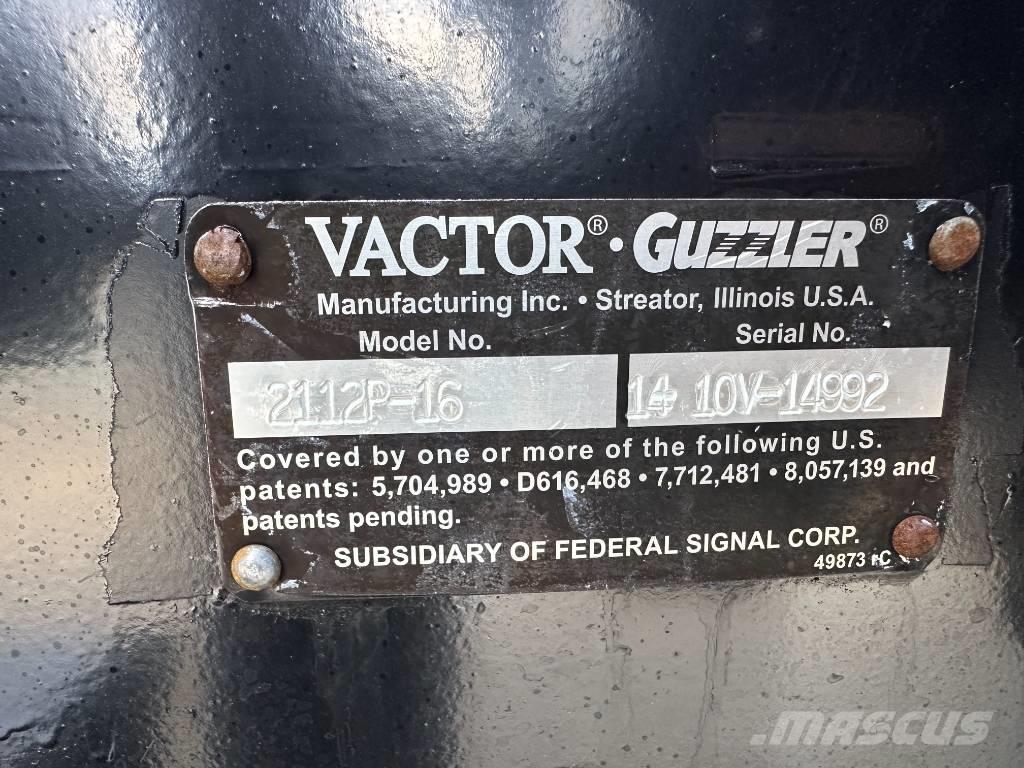 VACTOR® • GUZZLER®
Manufacturing Inc. • Streator, Illinois U.S.A.
Model No. Serial No.
2112P-16 14 10V-14992
Covered by one or more of the following U.S.
patents: 5,704,989 • D616,468 • 7,712,481 • 8,057,139 and
patents pending.
SUBSIDIARY OF FEDERAL SIGNAL CORP.
49873
MASCUS